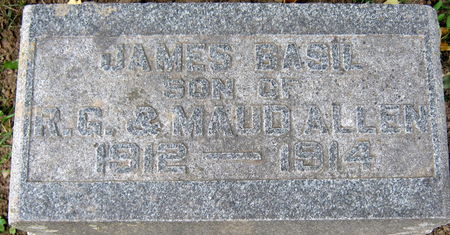 JAMES BASIL
SON OF
R.G. & MAUD ALLEN
1912 — 1914